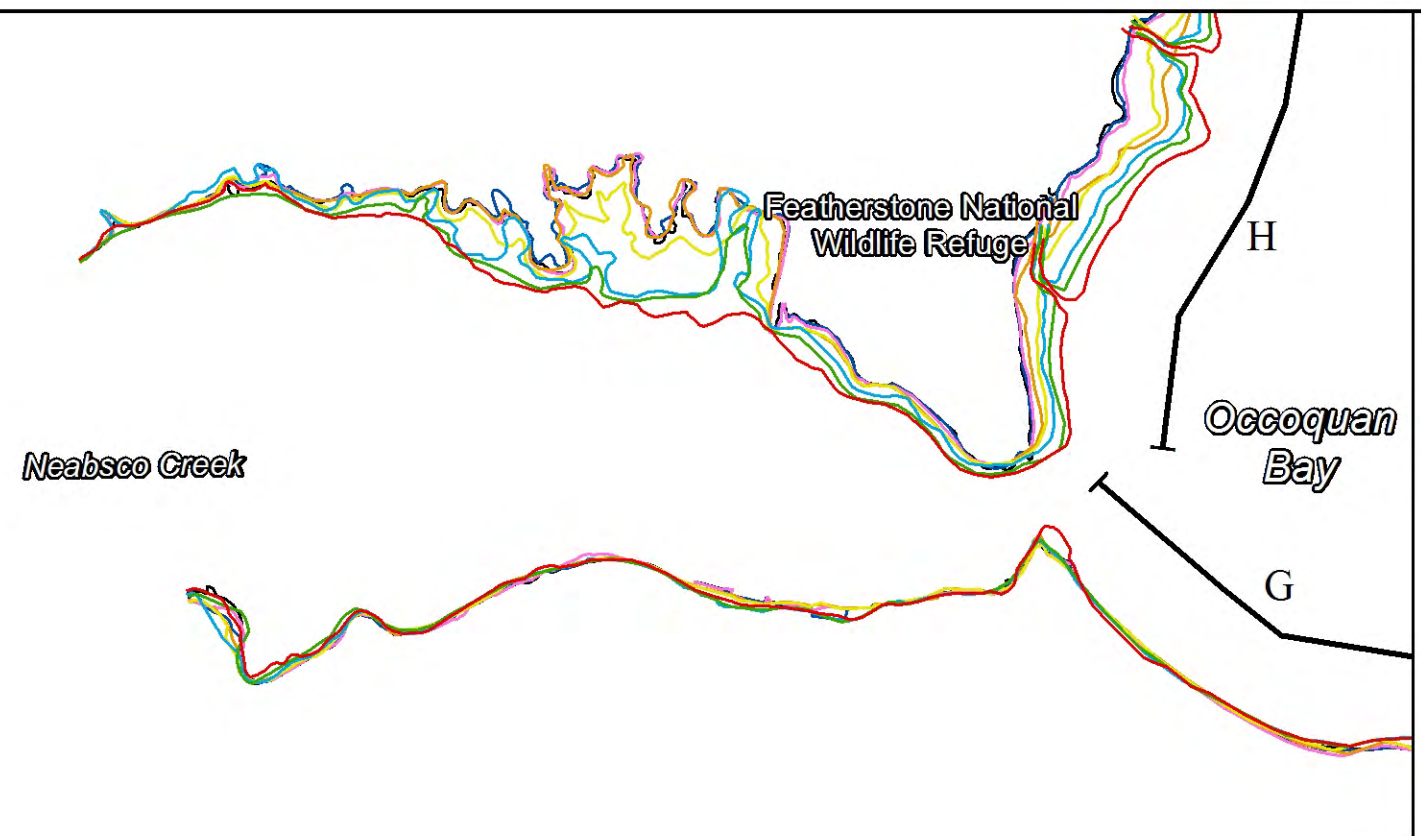 Featherstone National
Wildlife Refuge
H
Occoquan
Bay
Neabsco Creek
G